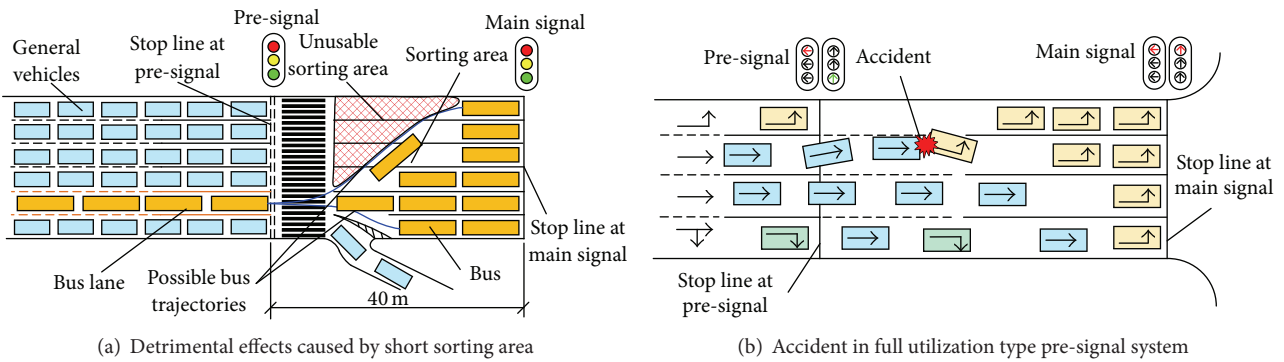 Pre-signal
Main signal
General
vehicles
Stop line at
pre-signal
Unusable
sorting area
Sorting area
Bus lane
Possible bus
trajectories
40 m
Bus
Stop line at
main signal
(a) Detrimental effects caused by short sorting area
Pre-signal
Accident
Main signal
Stop line at
main signal
Stop line at
pre-signal
(b) Accident in full utilization type pre-signal system